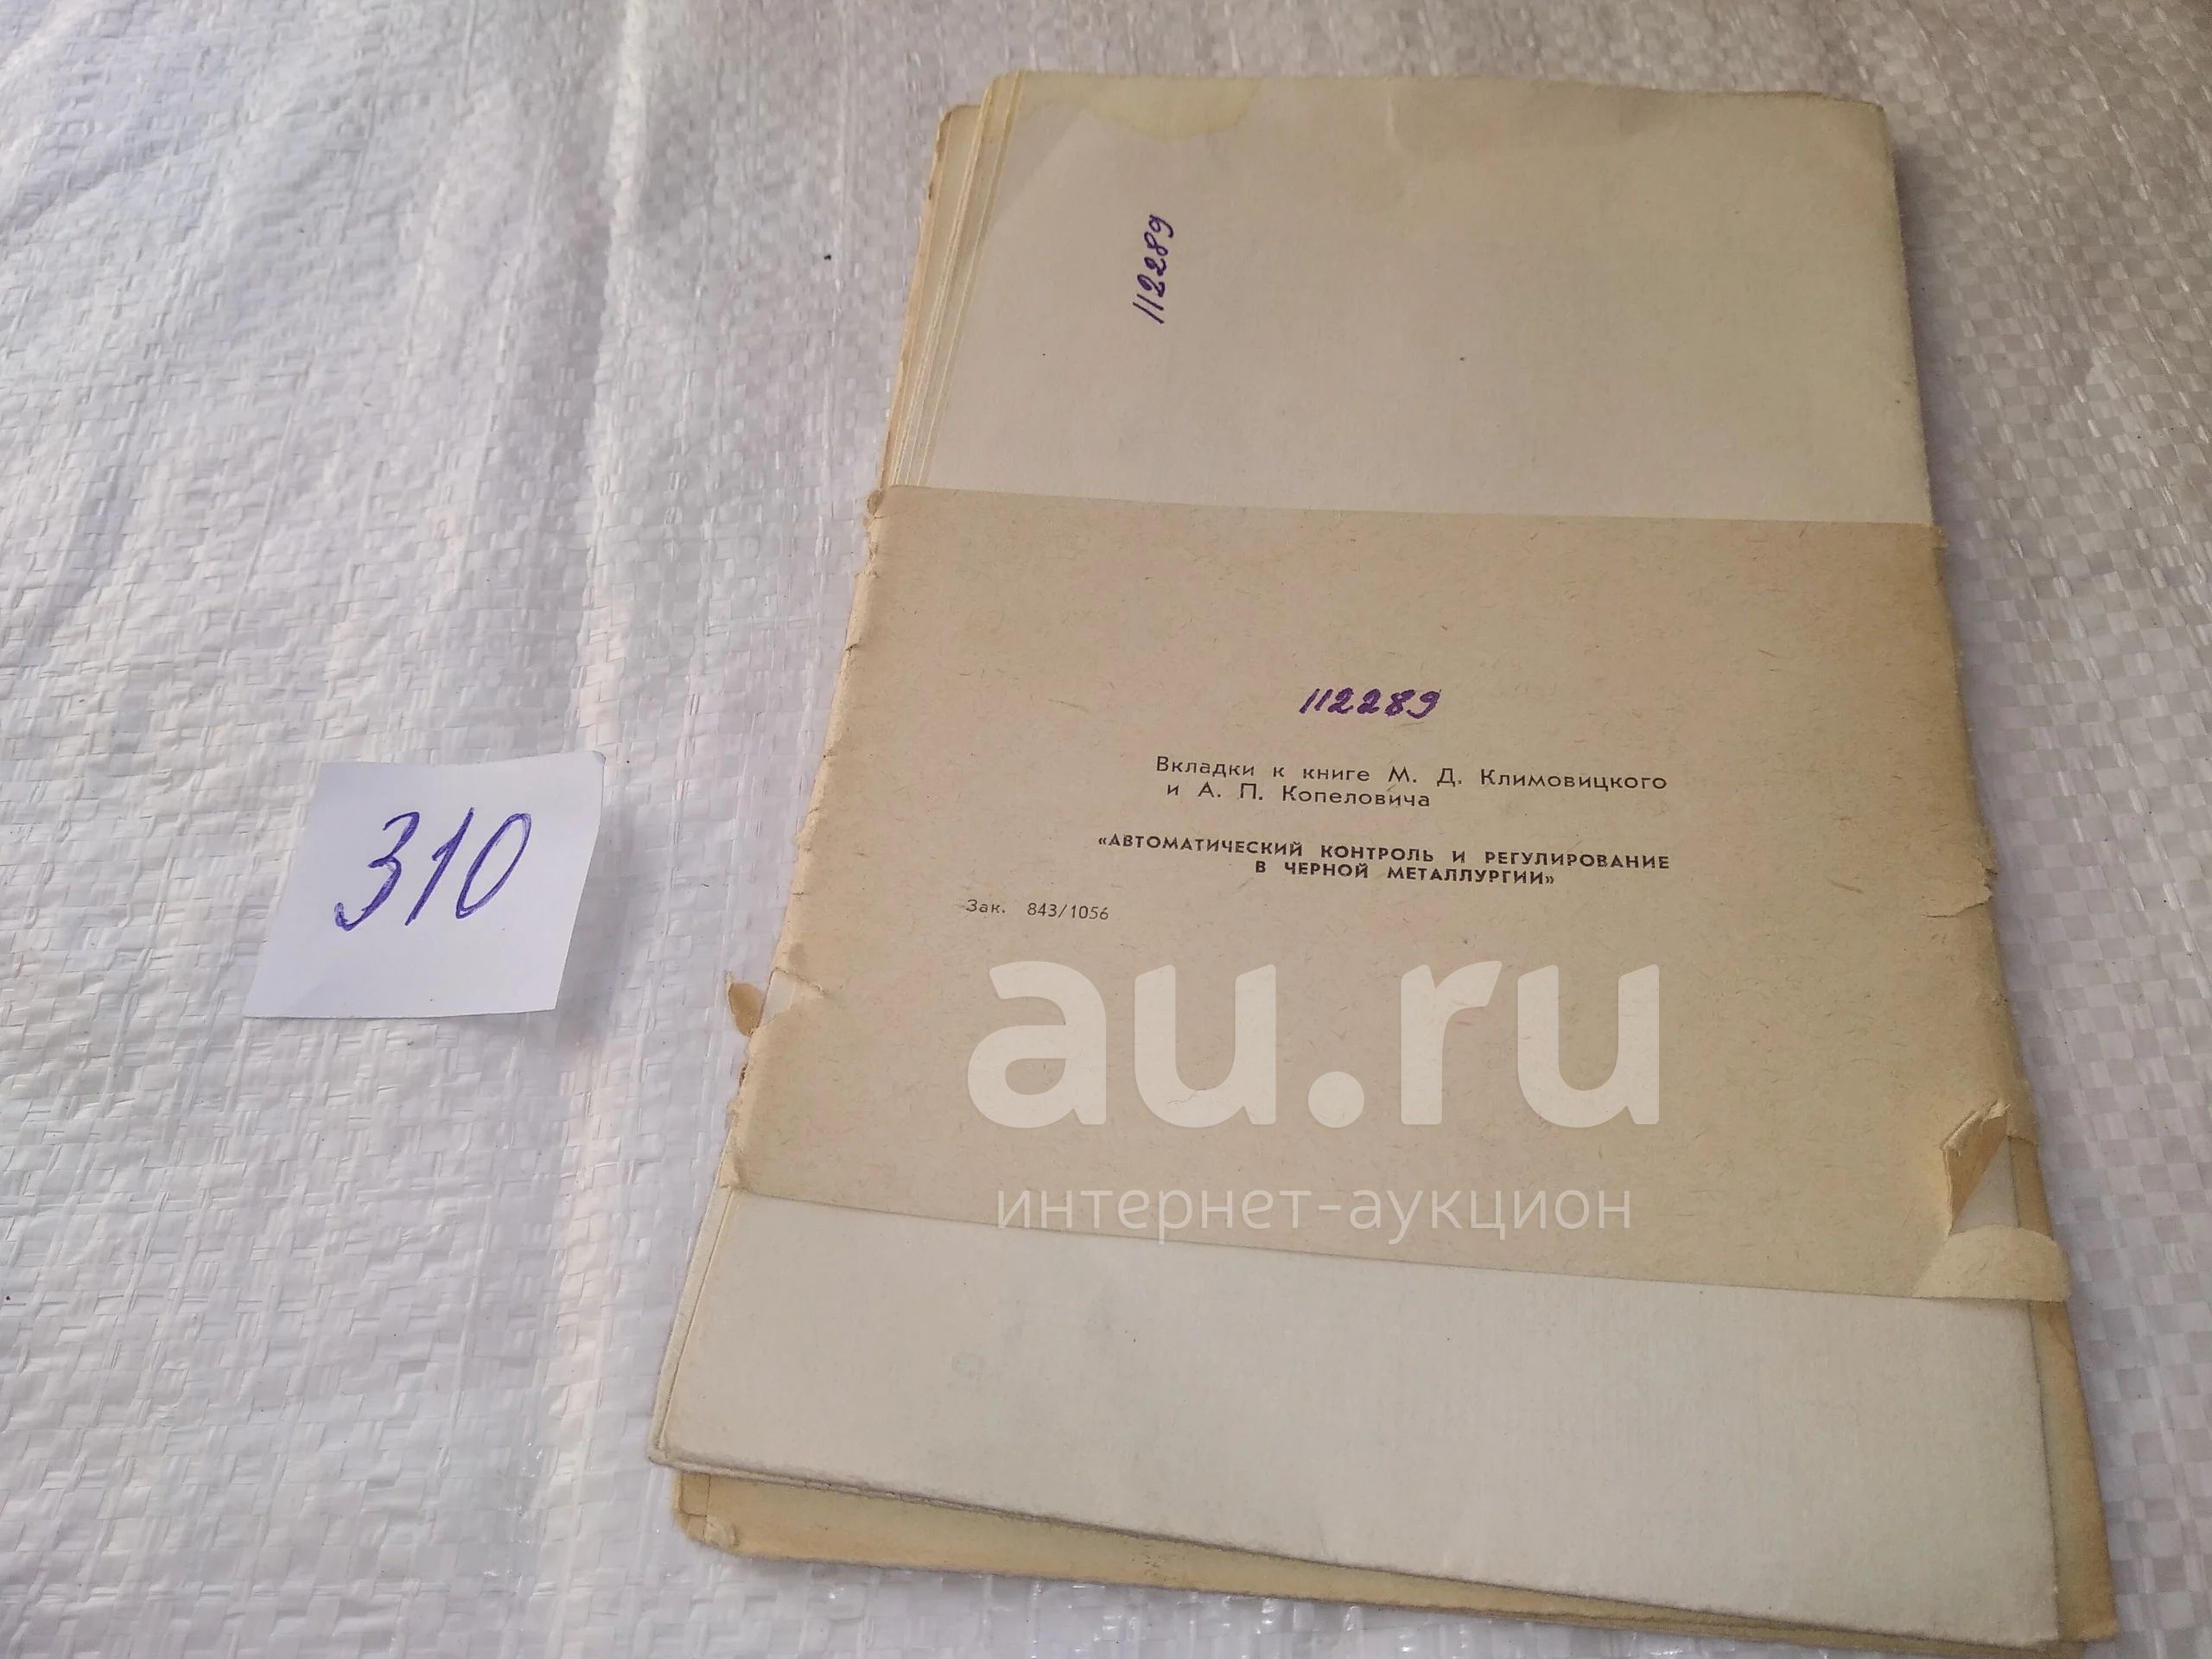 112289
112289
Вкладки к книге М. Д. Климовицкого
и А. П. Копеловича
«АВТОМАТИЧЕСКИЙ КОНТРОЛЬ И РЕГУЛИРОВАНИЕ
В ЧЕРНОЙ МЕТАЛЛУРГИИ»
Зак. 843/1056
310
au.ru
интернет-аукцион